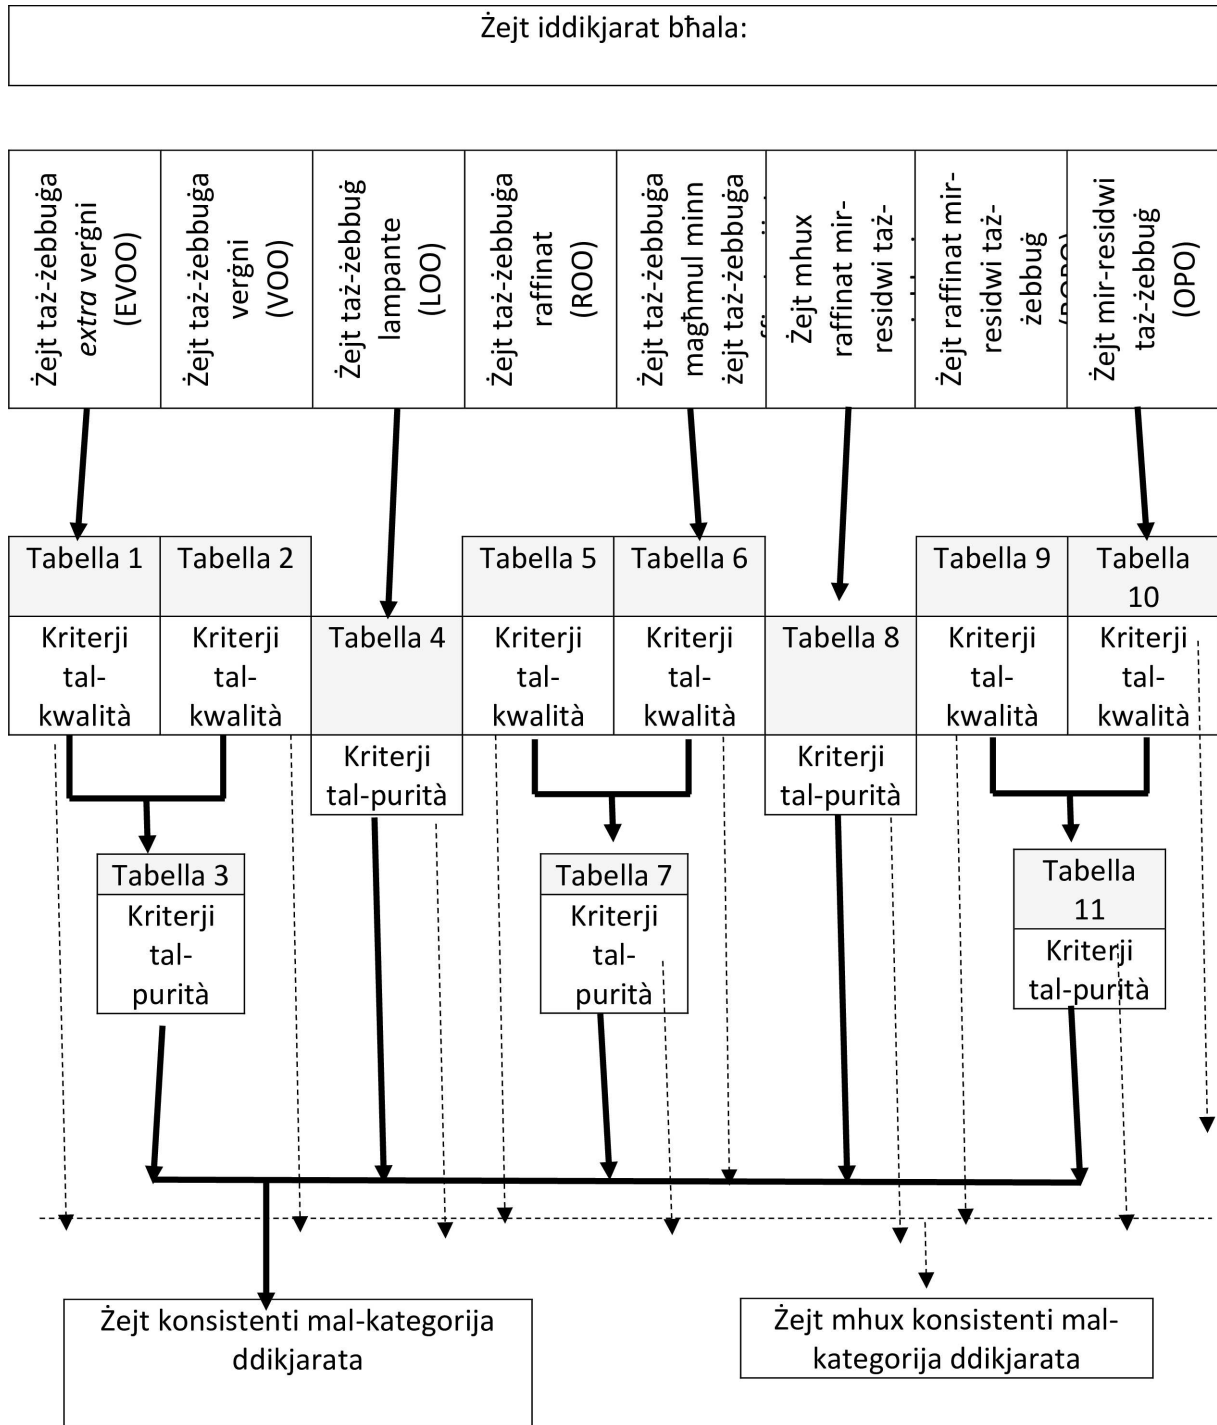 Żejt iddikjarat bħala:
Żejt taż-żebbuġa
extra verġni
(EVOO)
Żejt taż-żebbuġa
verġni
(VOO)
Żejt taż-żebbuġ
lampante
(LOO)
Żejt taż-żebbuġa
raffinat
(ROO)
Żejt taż-żebbuġa
magħmul minn
żejt taż-żebbuġa
Żejt mhux
raffinat mir-
residwi taż-
Żejt raffinat mir-
residwi taż-
żebbuġ
Żejt mir-residwi
taż-żebbuġ
(OPO)
Tabella 1
Tabella 2
Tabella 5
Tabella 6
Tabella 9
Tabella
10
Kriterji
tal-
kwalità
Kriterji
tal-
kwalità
Tabella 4
Kriterji
tal-
kwalità
Kriterji
tal-
kwalità
Tabella 8
Kriterji
tal-
kwalità
Kriterji
tal-
kwalità
Kriterji
tal-purità
Kriterji
tal-purità
Tabella 3
Kriterji
tal-
purità
Tabella 7
Kriterji
tal-
purità
Tabella
11
Kriterji
tal-purità
Żejt konsistenti mal-kategorija
ddikjarata
Żejt mhux konsistenti mal-
kategorija ddikjarata